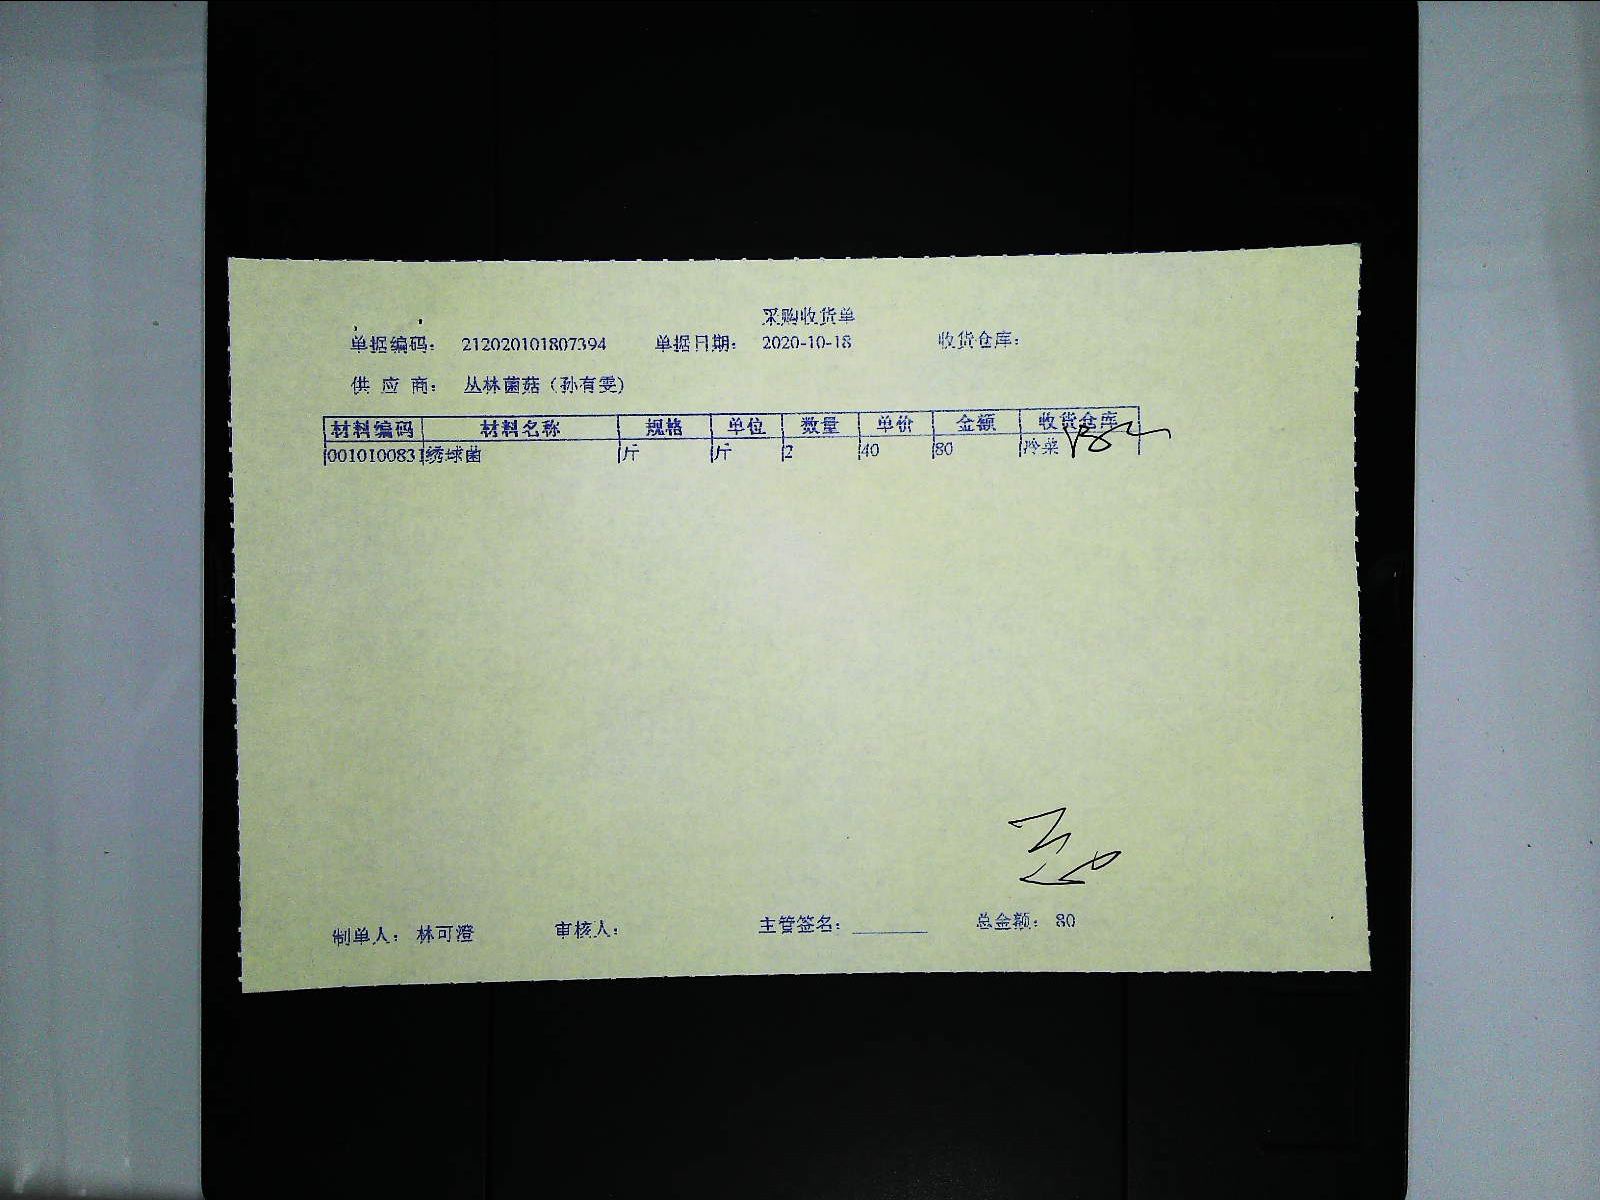 采购收货单
单据编码： 212020101807394 单据日期： 2020-10-18 收货仓库：
供 应 商： 丛林菌菇（孙有雯）
材料编码 材料名称 规格 单位 数量 单价 金额 收货仓库
0010100831 绣球菌 斤 斤 2 40 80 冷菜
制单人： 林可澄 审核人： 主管签名： 总金额： 80